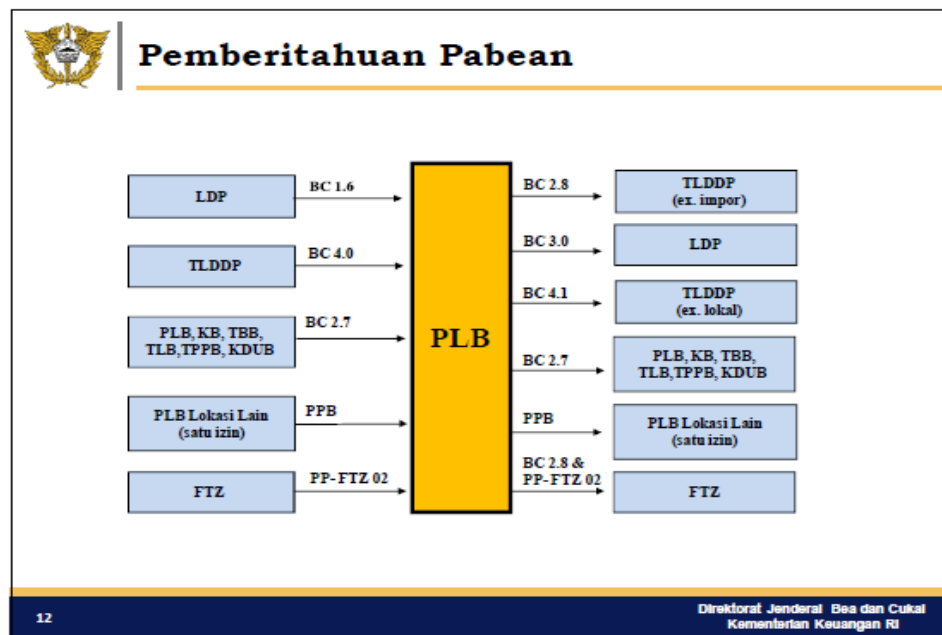 Pemberitahuan Pabean
LDP
BC 1.6
TLDDP
BC 4.0
PLB, KB, TBB,
TLB,TPPB, KDUB
BC 2.7
PLB Lokasi Lain
(satu izin)
PPB
FTZ
PP-FTZ 02
PLB
BC 2.8
TLDDP
(ex. impor)
BC 3.0
LDP
BC 4.1
TLDDP
(ex. lokal)
BC 2.7
PLB, KB, TBB,
TLB,TPPB, KDUB
PPB
PLB Lokasi Lain
(satu izin)
BC 2.8 &
PP-FTZ 02
FTZ
12
Direktorat Jenderal Bea dan Cukai
Kementerian Keuangan RI